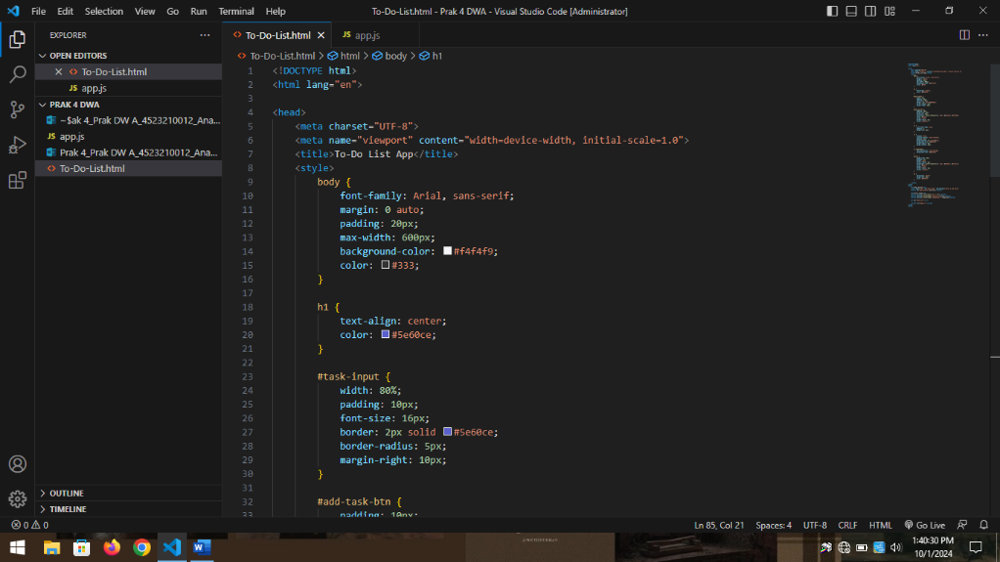 File Edit Selection View Go Run Terminal Help
To-Do-List.html - Prak 4 DWA - Visual Studio Code [Administrator]
EXPLORER
OPEN EDITORS
To-Do-List.html
JS app.js
PRAK 4 DWA
~$ak 4_Prak DW A_4523210012_Ana...
JS app.js
Prak 4_Prak DW A_4523210012_Ana...
To-Do-List.html
OUTLINE
TIMELINE
To-Do-List.html
JS app.js
To-Do-List.html > html > body > h1
1 <!DOCTYPE html>
2 <html lang="en">
3
4 <head>
5 <meta charset="UTF-8">
6 <meta name="viewport" content="width=device-width, initial-scale=1.0">
7 <title>To-Do List App</title>
8 <style>
9 body {
10 font-family: Arial, sans-serif;
11 margin: 0 auto;
12 padding: 20px;
13 max-width: 600px;
14 background-color: #f4f4f9;
15 color: #333;
16 }
17
18 h1 {
19 text-align: center;
20 color: #5e60ce;
21 }
22
23 #task-input {
24 width: 80%;
25 padding: 10px;
26 font-size: 16px;
27 border: 2px solid #5e60ce;
28 border-radius: 5px;
29 margin-right: 10px;
30 }
31
32 #add-task-btn {
33 padding: 10px;
0 0
Ln 85, Col 21 Spaces: 4 UTF-8 CRLF HTML Go Live
1:40:30 PM
10/1/2024